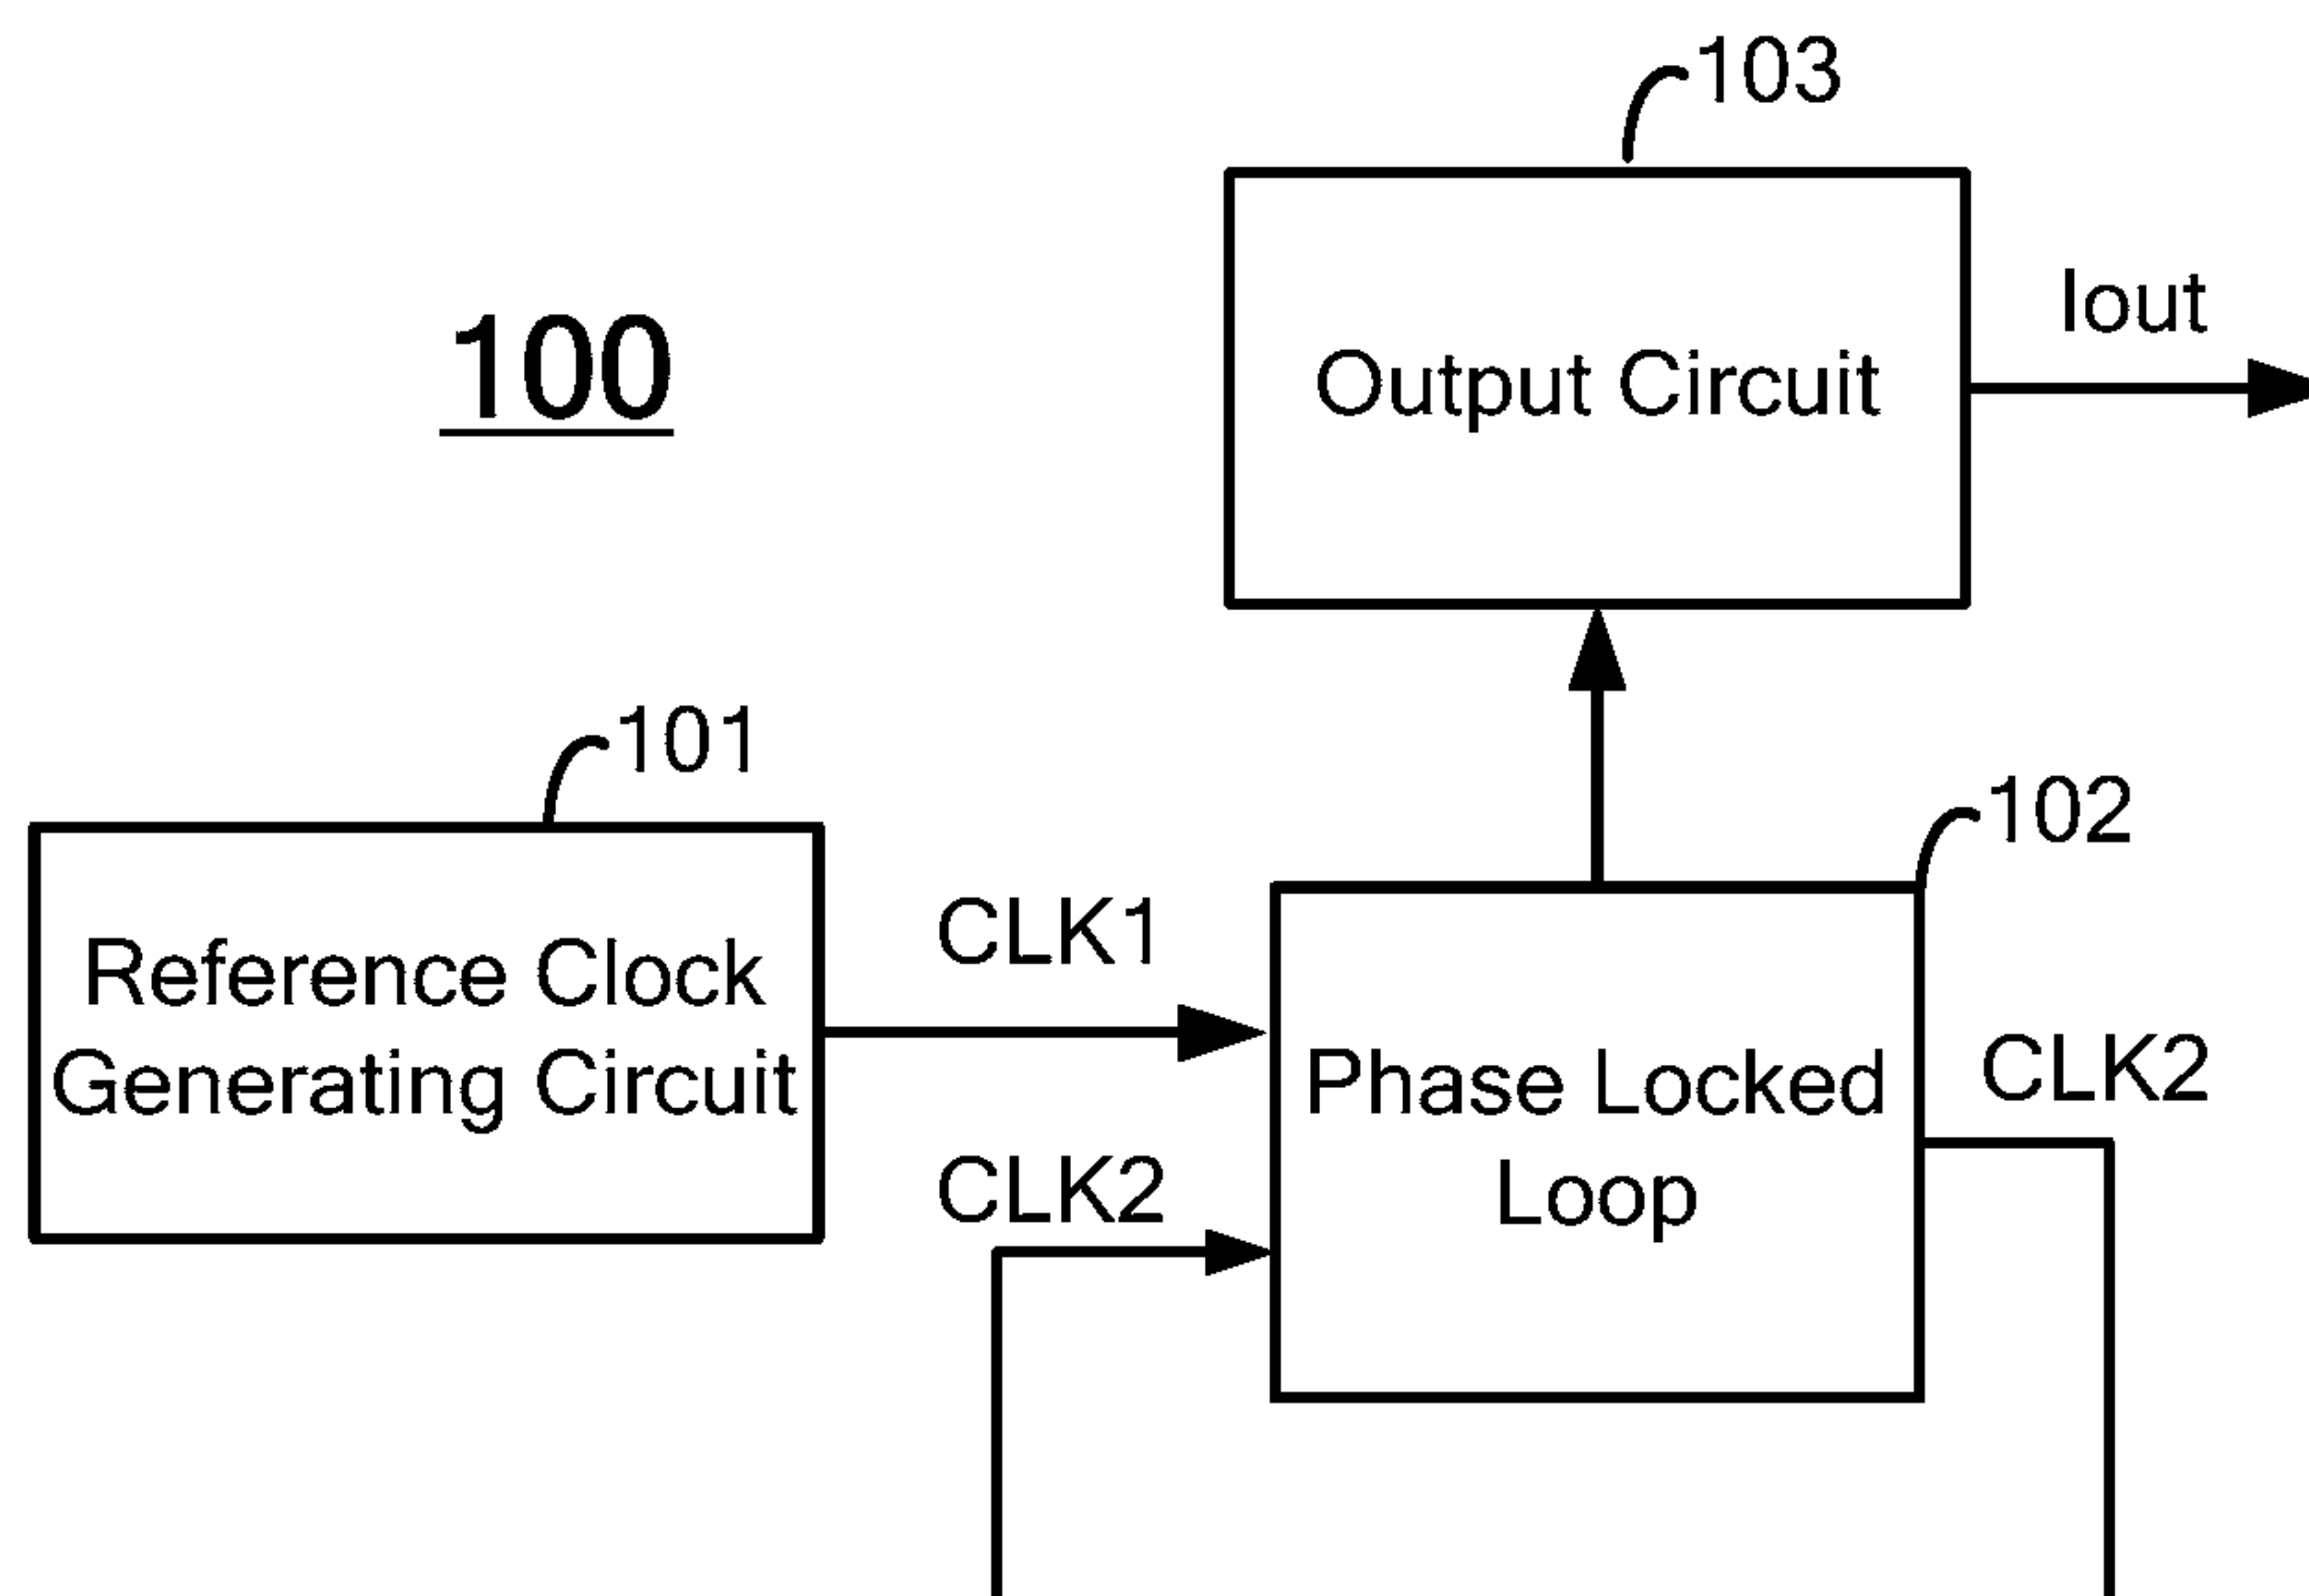 103
Output Circuit
Iout
100
101
Reference Clock
Generating Circuit
CLK1
CLK2
102
Phase Locked
Loop
CLK2